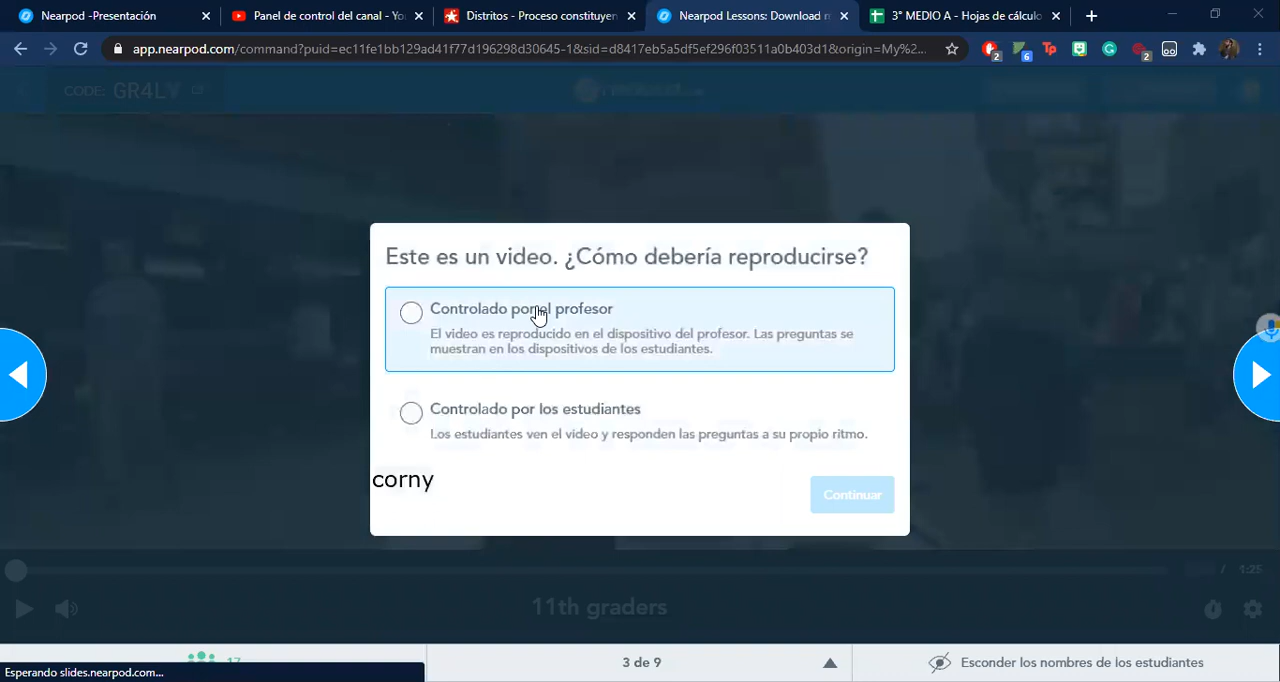 Nearpod -Presentación
Panel de control del canal - Yo
Distritos - Proceso constituyen
Nearpod Lessons: Download r
3° MEDIO A - Hojas de cálculo
app.nearpod.com/command?puid=ec11fe1bb129ad41f77d196298d30645-1&sid=d8417eb5a5df5ef296f03511a0b403d1&origin=My%2...
2
6
2
CODE: GR4LV
Este es un video. ¿Cómo debería reproducirse?
Controlado por el profesor
El video es reproducido en el dispositivo del profesor. Las preguntas se
muestran en los dispositivos de los estudiantes.
Controlado por los estudiantes
Los estudiantes ven el video y responden las preguntas a su propio ritmo.
corny
Continuar
/ 1:25
11th graders
17
3 de 9
Esconder los nombres de los estudiantes
Esperando slides.nearpod.com...